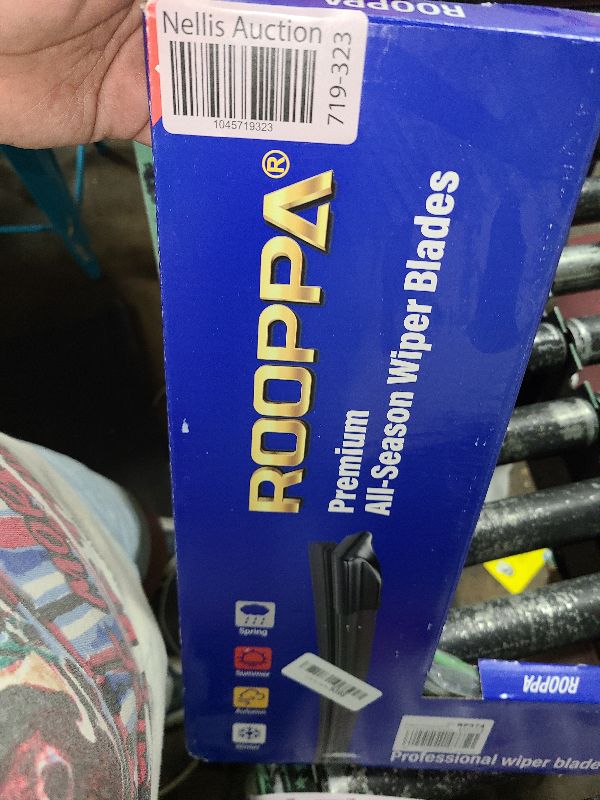 ROOPPA
Nellis Auction
1045719323
719-323
ROOPPA®
Premium
All-Season Wiper Blades
Spring
Summer
Autumn
Winter
ROOPPA
Professional wiper blade